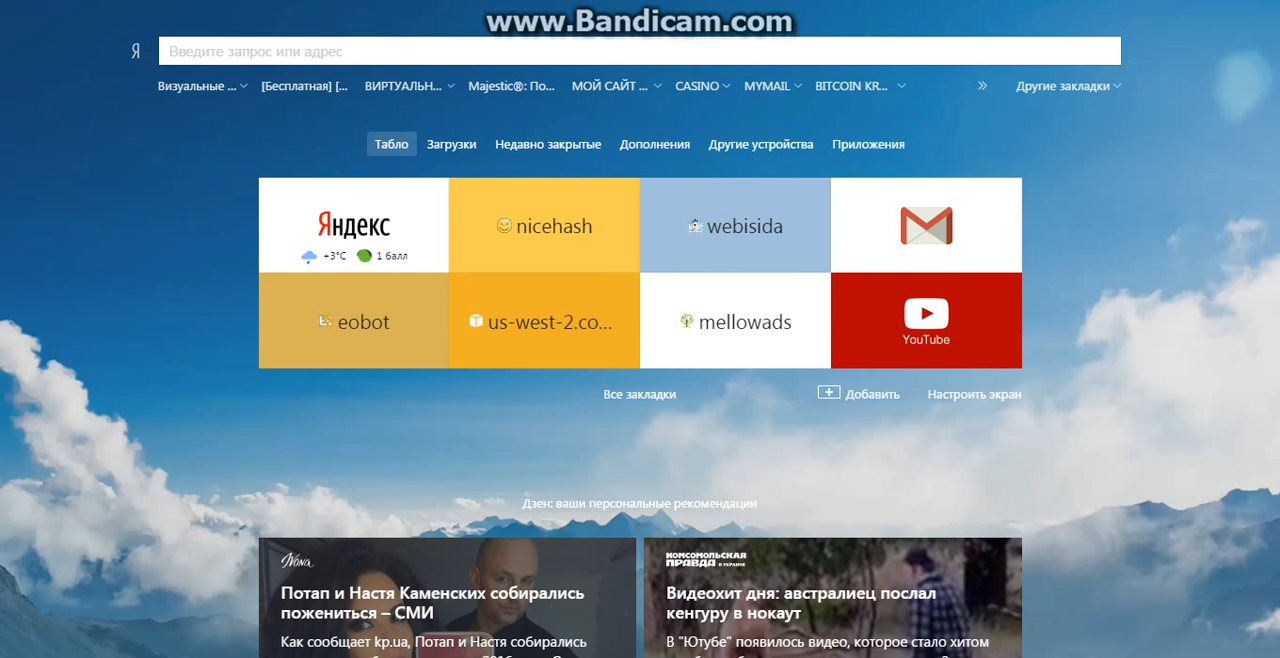 www.Bandicam.com
Я
Введите запрос или адрес
Визуальные ...
[Бесплатная] [...
ВИРТУАЛЬН...
Majestic®: По...
МОЙ САЙТ ...
CASINO
MYMAIL
BITCOIN KR...
»
Другие закладки
Табло
Загрузки
Недавно закрытые
Дополнения
Другие устройства
Приложения
Яндекс
+3°C
1 балл
nicehash
webisida
eobot
us-west-2.co...
mellowads
YouTube
Все закладки
Добавить
Настроить экран
Дзен: ваши персональные рекомендации
Nona
Потап и Настя Каменских собирались
пожениться – СМИ
Как сообщает kp.ua, Потап и Настя собирались
КОМСОМОЛЬСКАЯ
ПРАВДА В УКРАИНЕ
Видеохит дня: австралиец послал
кенгуру в нокаут
В "Ютубе" появилось видео, которое стало хитом